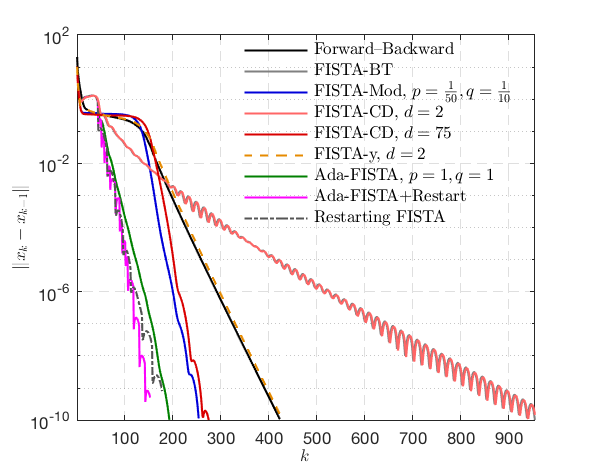 10^2
10^-2
10^-6
10^-10
||x_k − x_{k−1}||
Forward–Backward
FISTA-BT
FISTA-Mod, p = 1/50, q = 1/10
FISTA-CD, d = 2
FISTA-CD, d = 75
FISTA-y, d = 2
Ada-FISTA, p = 1, q = 1
Ada-FISTA+Restart
Restarting FISTA
100 200 300 400 500 600 700 800 900
k